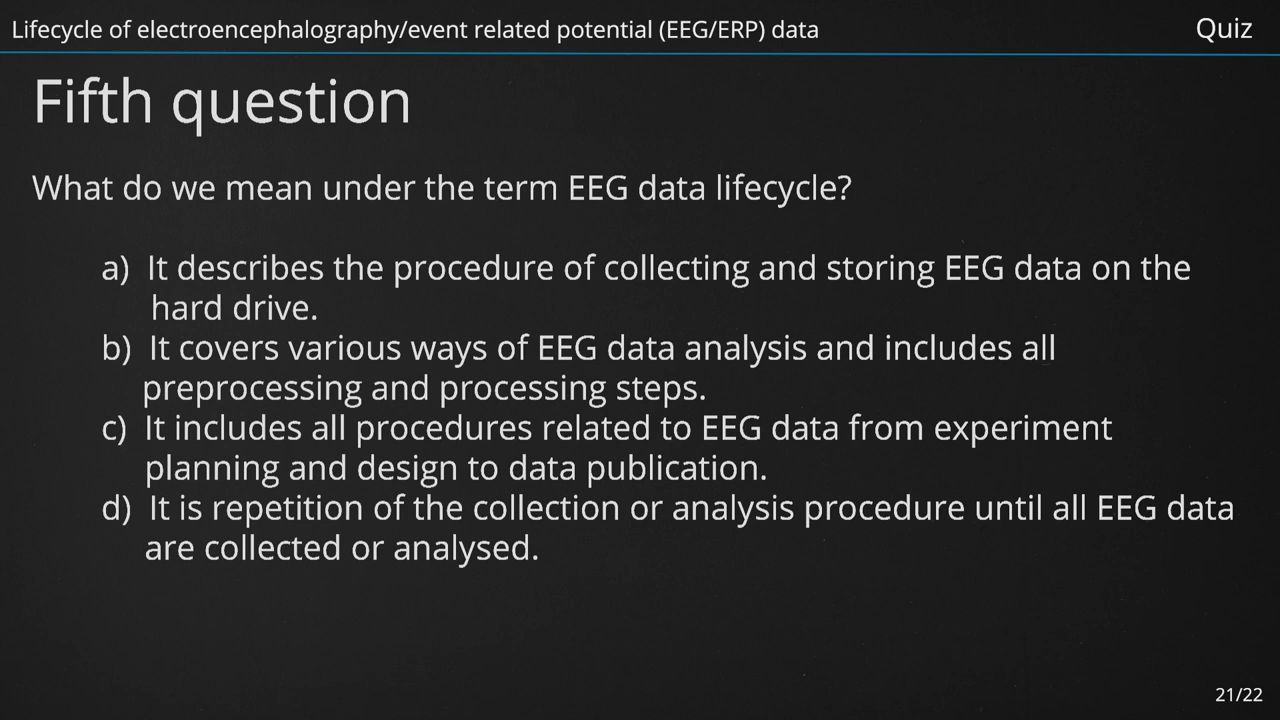 Lifecycle of electroencephalography/event related potential (EEG/ERP) data
Quiz
Fifth question
What do we mean under the term EEG data lifecycle?
a) It describes the procedure of collecting and storing EEG data on the
hard drive.
b) It covers various ways of EEG data analysis and includes all
preprocessing and processing steps.
c) It includes all procedures related to EEG data from experiment
planning and design to data publication.
d) It is repetition of the collection or analysis procedure until all EEG data
are collected or analysed.
21/22